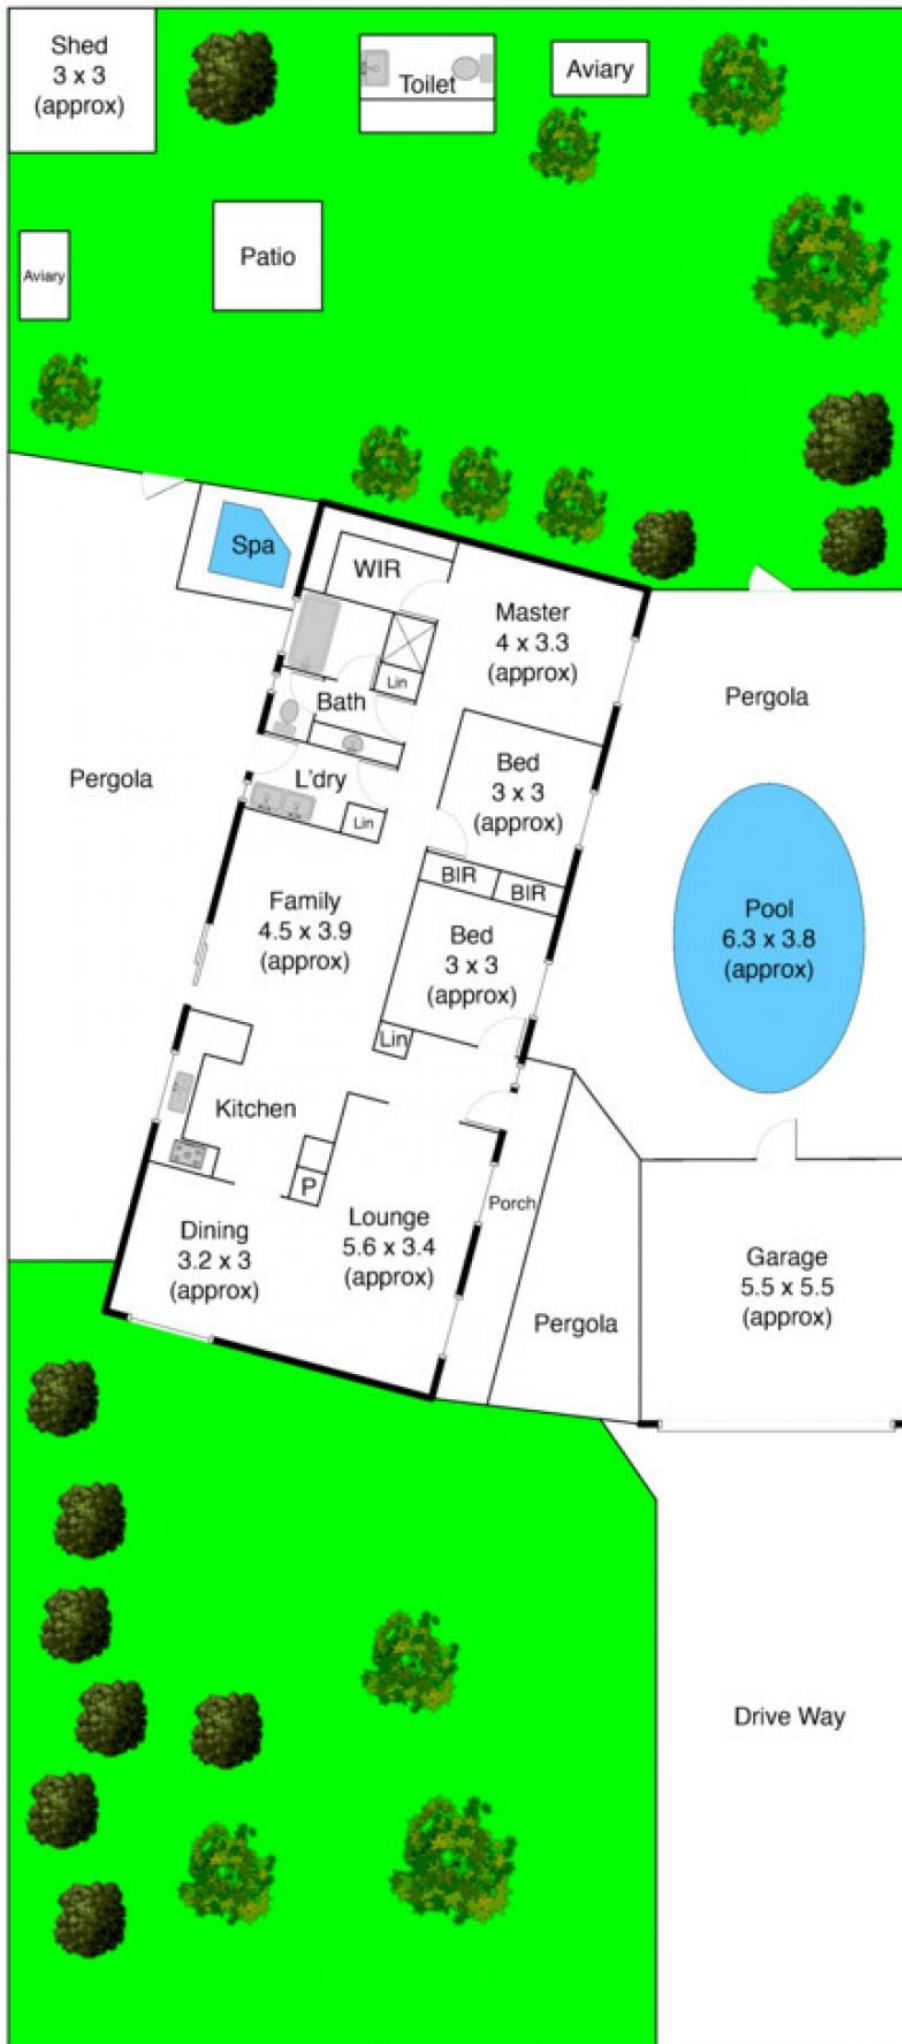 Shed
3 x 3
(approx)
Toilet
Aviary
Aviary
Patio
Spa
WIR
Master
4 x 3.3
(approx)
Lin
Bath
Pergola
Pergola
L'dry
Bed
3 x 3
(approx)
Lin
BIR
BIR
Family
4.5 x 3.9
(approx)
Bed
3 x 3
(approx)
Pool
6.3 x 3.8
(approx)
Lin
Kitchen
P
Porch
Dining
3.2 x 3
(approx)
Lounge
5.6 x 3.4
(approx)
Pergola
Garage
5.5 x 5.5
(approx)
Drive Way